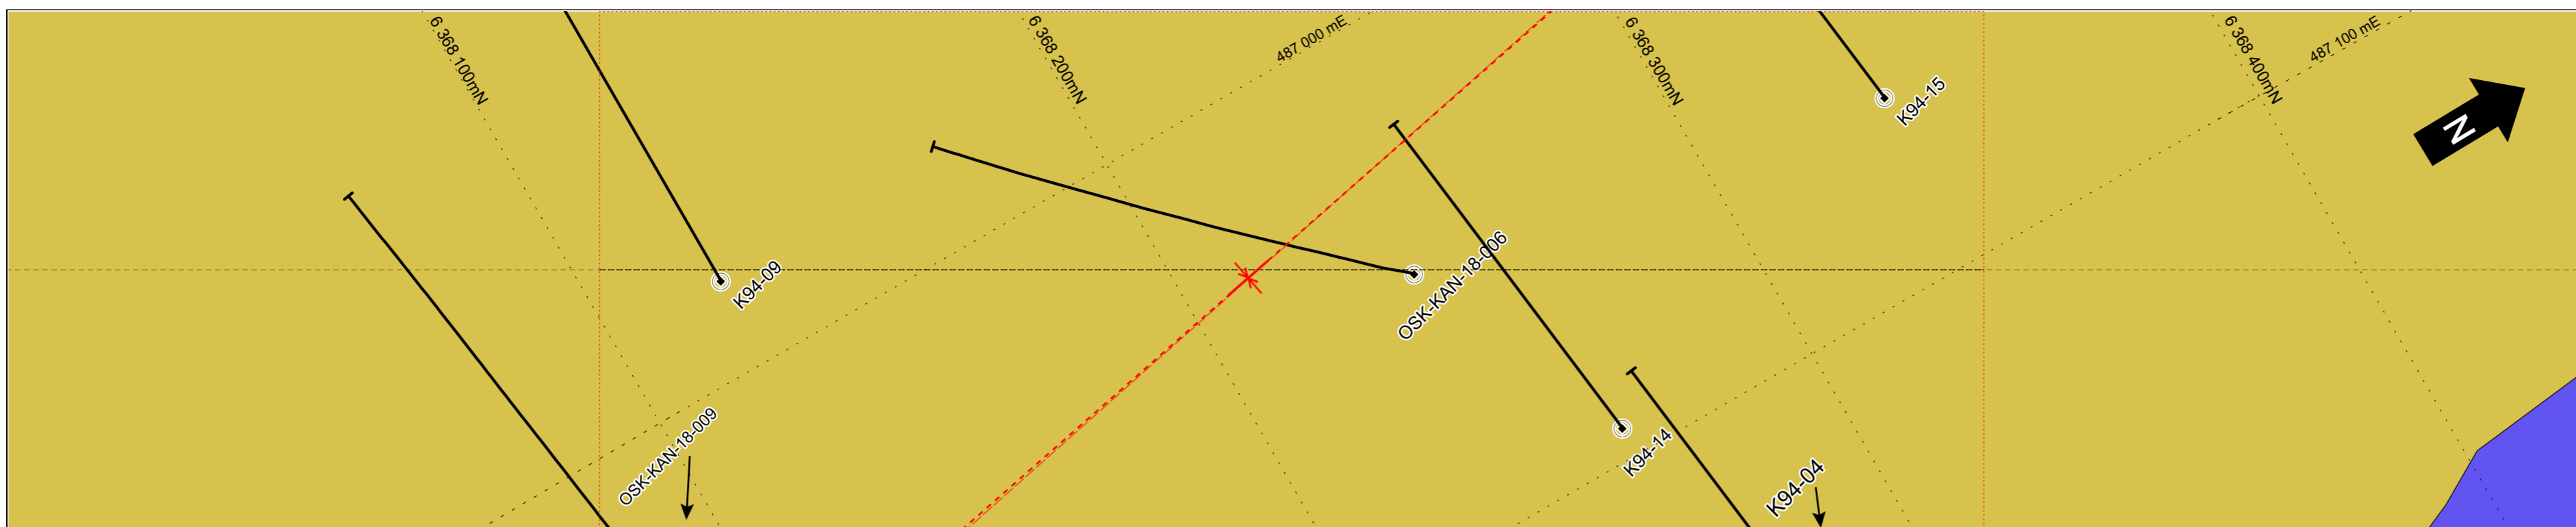 6 368 100mN
6 368 200mN
487 000 mE
6 368 300mN
6 368 400mN
487 100 mE
K94-15
N
K94-09
OSK-KAN-18-006
OSK-KAN-18-009
K94-14
K94-04